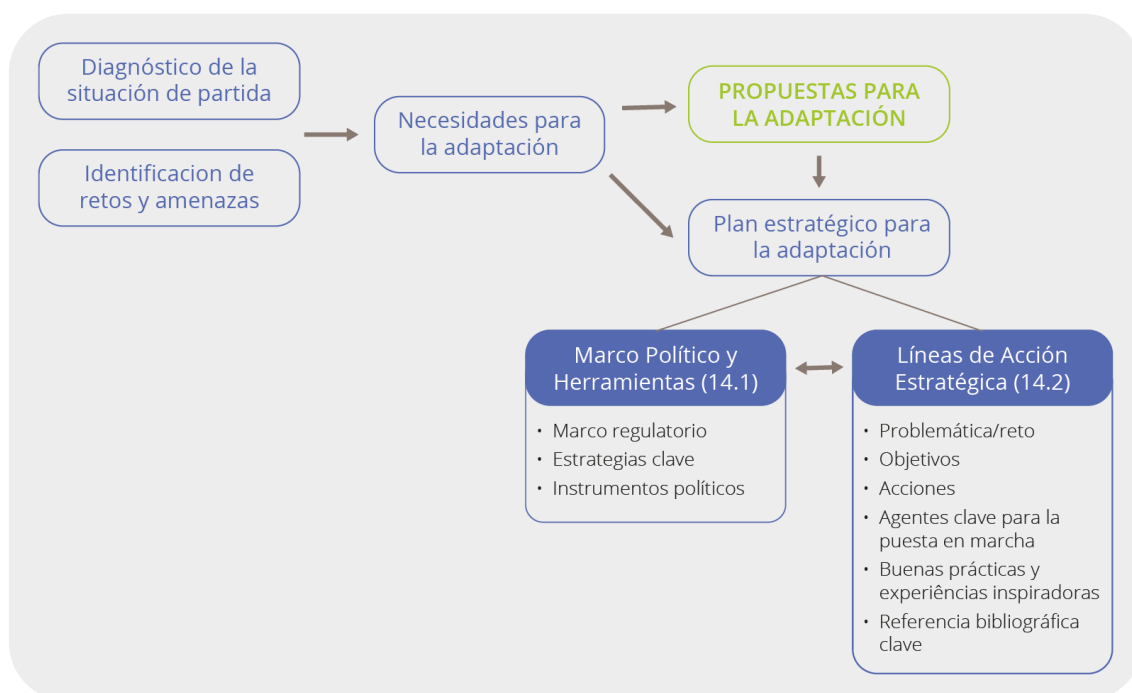 Diagnóstico de la
situación de partida
Identificacion de
retos y amenazas
Necesidades para
la adaptación
PROPUESTAS PARA
LA ADAPTACIÓN
Plan estratégico para
la adaptación
Marco Político y
Herramientas (14.1)
• Marco regulatorio
• Estrategias clave
• Instrumentos políticos
Líneas de Acción
Estratégica (14.2)
• Problemática/reto
• Objetivos
• Acciones
• Agentes clave para la
puesta en marcha
• Buenas prácticas y
experiências inspiradoras
• Referencia bibliográfica
clave